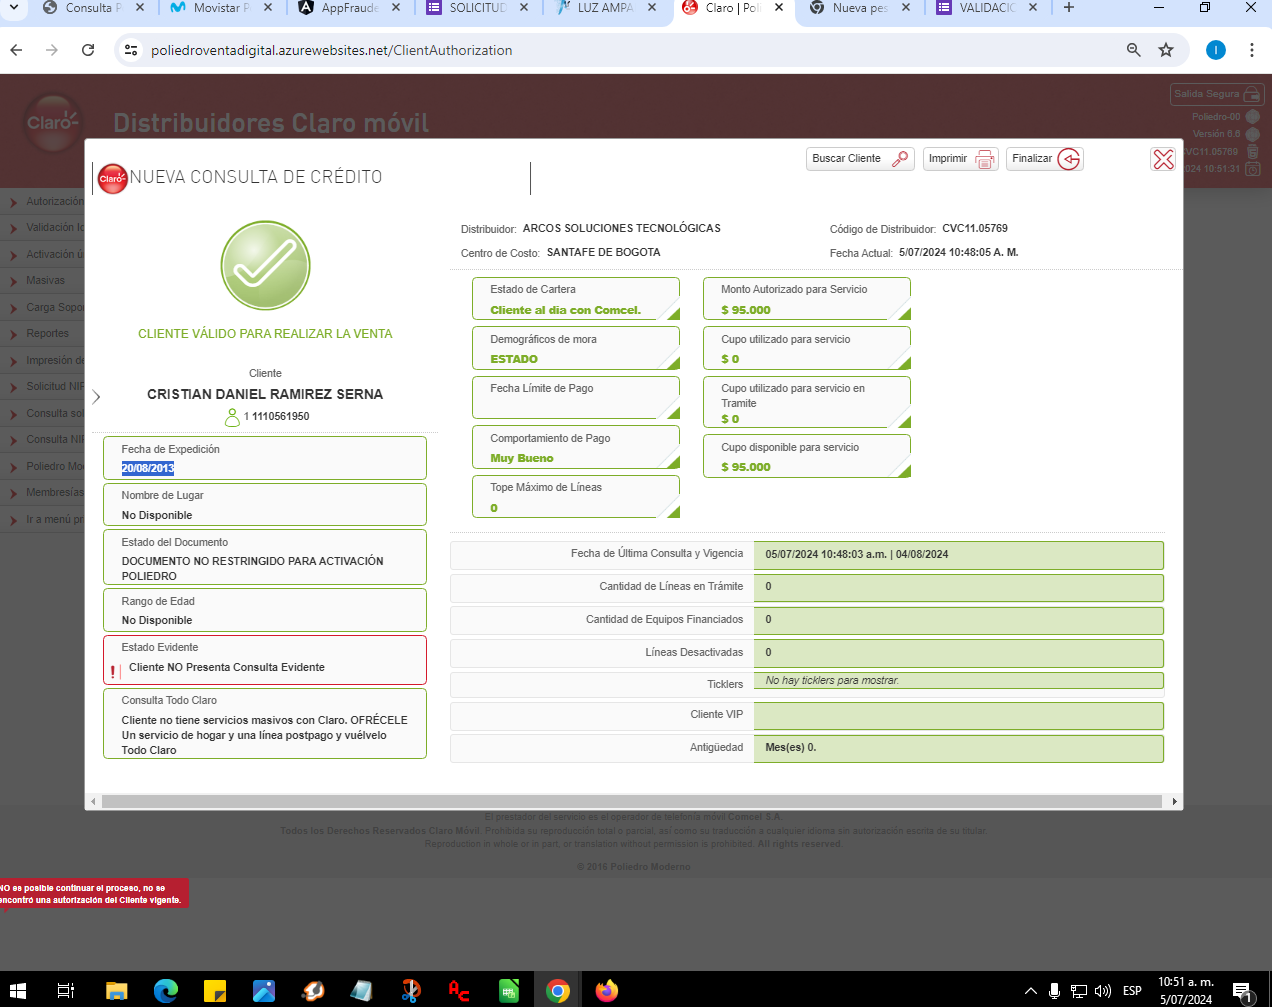 Consulta P
Movistar P
AppFraude
SOLICITUD
LUZ AMPA
Claro | Poli
Nueva pes
VALIDACIO
poliedroventadigital.azurewebsites.net/ClientAuthorization
I
Claro
Distribuidores Claro móvil
Salida Segura
Poliedro-00
Versión 6.6
CVC11.05769
2024 10:51:31
Autorización
Validación Id
Activación
Masivas
Carga Sopor
Reportes
Impresión de
Solicitud NIP
Consulta sol
Consulta NIP
Poliedro Mo
Membresías
Ir a menú pr
Buscar Cliente
Imprimir
Finalizar
Claro
NUEVA CONSULTA DE CRÉDITO
CLIENTE VÁLIDO PARA REALIZAR LA VENTA
Cliente
CRISTIAN DANIEL RAMIREZ SERNA
1 1110561950
Fecha de Expedición
20/08/2013
Nombre de Lugar
No Disponible
Estado del Documento
DOCUMENTO NO RESTRINGIDO PARA ACTIVACIÓN
POLIEDRO
Rango de Edad
No Disponible
Estado Evidente
! Cliente NO Presenta Consulta Evidente
Consulta Todo Claro
Cliente no tiene servicios masivos con Claro. OFRÉCELE
Un servicio de hogar y una línea postpago y vuélvelo
Todo Claro
Distribuidor: ARCOS SOLUCIONES TECNOLÓGICAS
Código de Distribuidor: CVC11.05769
Centro de Costo: SANTAFE DE BOGOTA
Fecha Actual: 5/07/2024 10:48:05 A. M.
Estado de Cartera
Cliente al dia con Comcel.
Demográficos de mora
ESTADO
Fecha Límite de Pago
Comportamiento de Pago
Muy Bueno
Tope Máximo de Líneas
0
Monto Autorizado para Servicio
$ 95.000
Cupo utilizado para servicio
$ 0
Cupo utilizado para servicio en
Tramite
$ 0
Cupo disponible para servicio
$ 95.000
Fecha de Última Consulta y Vigencia 05/07/2024 10:48:03 a.m. | 04/08/2024
Cantidad de Líneas en Trámite 0
Cantidad de Equipos Financiados 0
Líneas Desactivadas 0
Ticklers No hay ticklers para mostrar.
Cliente VIP
Antigüedad Mes(es) 0.
El prestador del servicio es el operador de telefonía móvil Comcel S.A.
Todos los Derechos Reservados Claro Móvil. Prohibida su reproducción total o parcial, así como su traducción a cualquier idioma sin autorización escrita de su titular.
Reproduction in whole or in part, or translation without permission is prohibited. All rights reserved.
© 2016 Poliedro Moderno
NO es posible continuar el proceso, no se
encontró una autorización del Cliente vigente.
ESP
10:51 a. m.
5/07/2024
1